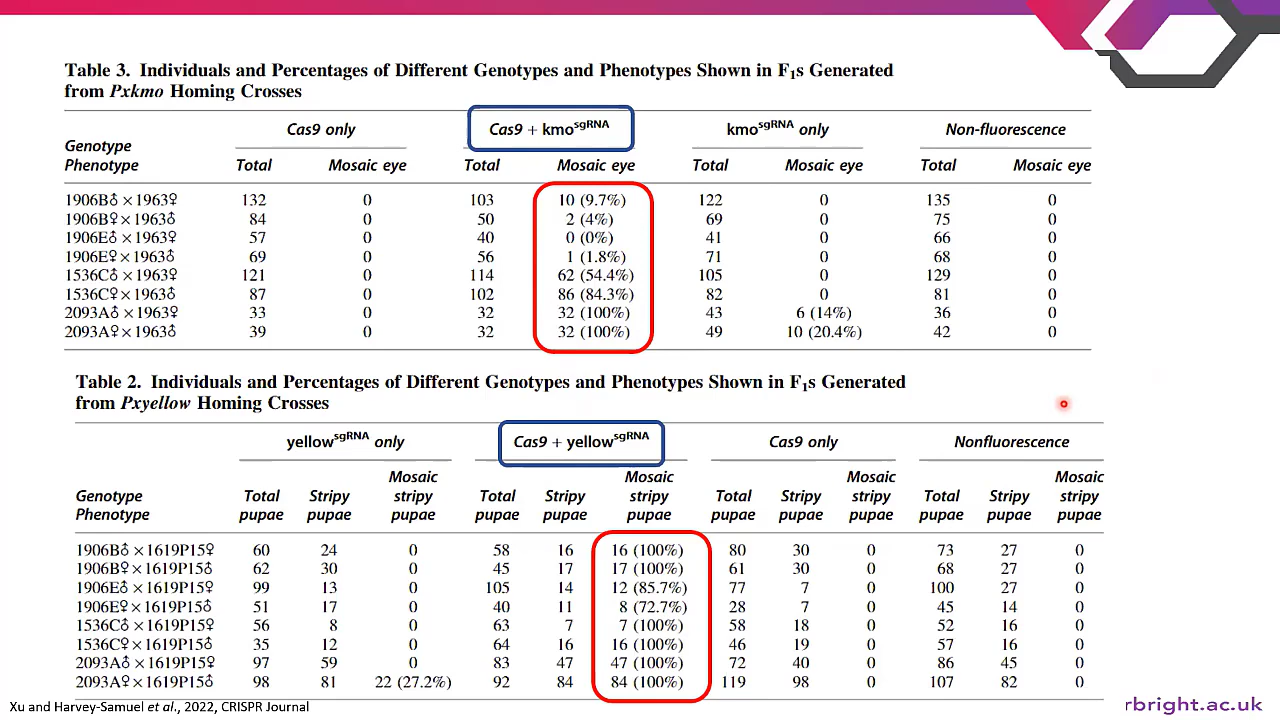 Table 3. Individuals and Percentages of Different Genotypes and Phenotypes Shown in F₁s Generated
from Pxkmo Homing Crosses
Cas9 only Cas9 + kmo^sgRNA kmo^sgRNA only Non-fluorescence
Genotype
Phenotype Total Mosaic eye Total Mosaic eye Total Mosaic eye Total Mosaic eye
1906B♂ × 1963♀ 132 0 103 10 (9.7%) 122 0 135 0
1906B♀ × 1963♂ 84 0 50 2 (4%) 69 0 75 0
1906E♂ × 1963♀ 57 0 40 0 (0%) 41 0 66 0
1906E♀ × 1963♂ 69 0 56 1 (1.8%) 71 0 68 0
1536C♂ × 1963♀ 121 0 114 62 (54.4%) 105 0 129 0
1536C♀ × 1963♂ 87 0 102 86 (84.3%) 82 0 81 0
2093A♂ × 1963♀ 33 0 32 32 (100%) 43 6 (14%) 36 0
2093A♀ × 1963♂ 39 0 32 32 (100%) 49 10 (20.4%) 42 0
Table 2. Individuals and Percentages of Different Genotypes and Phenotypes Shown in F₁s Generated
from Pxyellow Homing Crosses
yellow^sgRNA only Cas9 + yellow^sgRNA Cas9 only Nonfluorescence
Mosaic Mosaic Mosaic Mosaic
Genotype Total Stripy stripy Total Stripy stripy Total Stripy stripy Total Stripy stripy
Phenotype pupae pupae pupae pupae pupae pupae pupae pupae pupae pupae pupae pupae
1906B♂ × 1619P15♀ 60 24 0 58 16 16 (100%) 80 30 0 73 27 0
1906B♀ × 1619P15♂ 62 30 0 45 17 17 (100%) 61 30 0 68 27 0
1906E♂ × 1619P15♀ 99 13 0 105 14 12 (85.7%) 77 7 0 100 27 0
1906E♀ × 1619P15♂ 51 17 0 40 11 8 (72.7%) 28 7 0 45 14 0
1536C♂ × 1619P15♀ 56 8 0 63 7 7 (100%) 58 18 0 52 16 0
1536C♀ × 1619P15♂ 35 12 0 64 16 16 (100%) 46 19 0 57 16 0
2093A♂ × 1619P15♀ 97 59 0 83 47 47 (100%) 72 40 0 86 45 0
2093A♀ × 1619P15♂ 98 81 22 (27.2%) 92 84 84 (100%) 119 98 0 107 82 0
Xu and Harvey-Samuel et al., 2022, CRISPR Journal
rbright.ac.uk